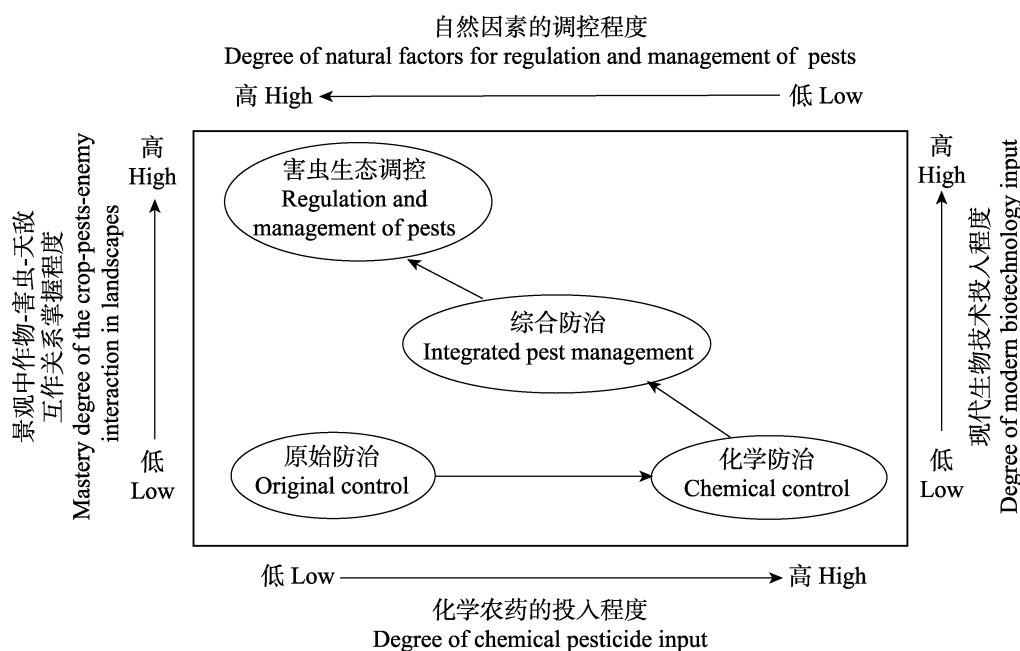 自然因素的调控程度
Degree of natural factors for regulation and management of pests
高 High
低 Low
高
High
害虫生态调控
Regulation and
management of pests
高
High
景观中作物-害虫-天敌
互作关系掌握程度
Mastery degree of the crop-pests-enemy
interaction in landscapes
综合防治
Integrated pest management
现代生物技术投入程度
Degree of modern biotechnology input
低
Low
原始防治
Original control
化学防治
Chemical control
低
Low
低 Low
高 High
化学农药的投入程度
Degree of chemical pesticide input